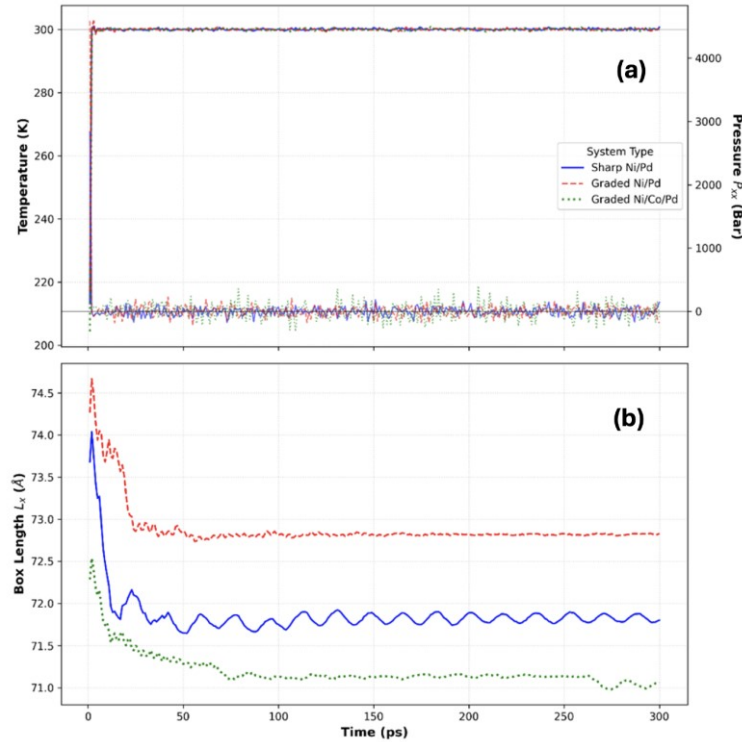 (a)
Temperature (K)
300
280
260
240
220
200
4000
3000
2000
1000
0
Pressure P_xx (Bar)
System Type
Sharp Ni/Pd
Graded Ni/Pd
Graded Ni/Co/Pd
(b)
Box Length L_x (Å)
74.5
74.0
73.5
73.0
72.5
72.0
71.5
71.0
0
50
100
150
200
250
300
Time (ps)